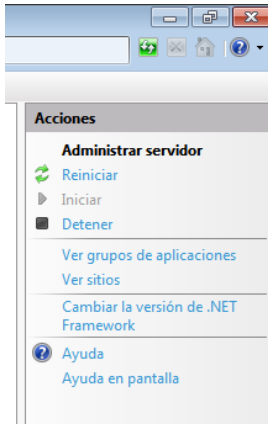 Acciones
Administrar servidor
Reiniciar
Iniciar
Detener
Ver grupos de aplicaciones
Ver sitios
Cambiar la versión de .NET
Framework
Ayuda
Ayuda en pantalla